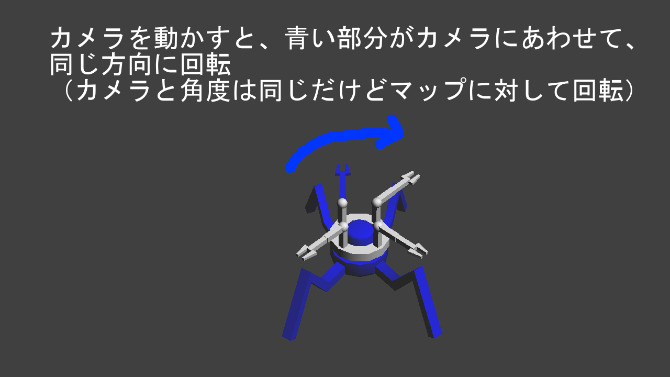 カメラを動かすと、青い部分がカメラにあわせて、
同じ方向に回転
（カメラと角度は同じだけどマップに対して回転）